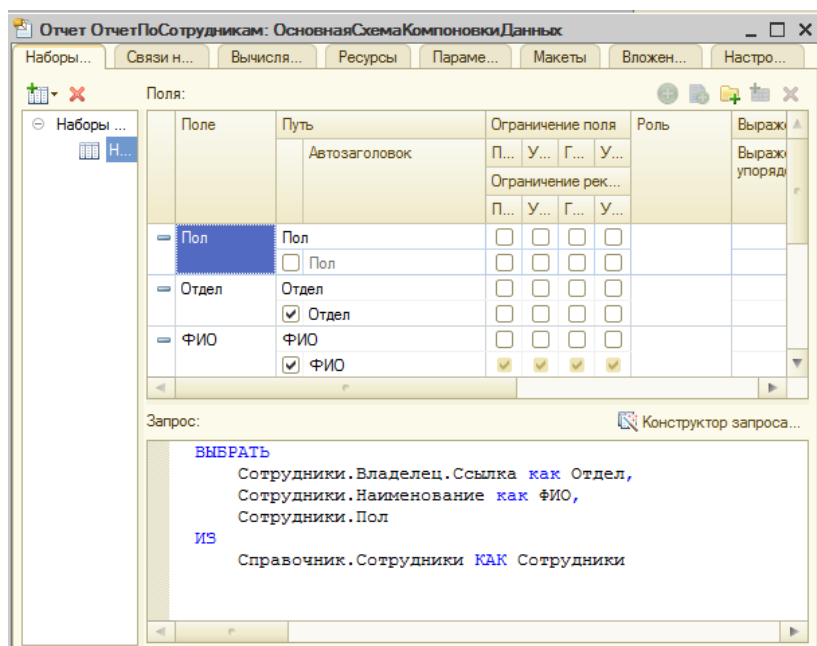 Отчет ОтчетПоСотрудникам: ОсновнаяСхемаКомпоновкиДанных
Наборы... Связи н... Вычисля... Ресурсы Параме... Макеты Вложен... Настро...
Поля:
Наборы ...
Н...
Поле Путь Ограничение поля Роль Выраж
Автозаголовок П... У... Г... У... Выраж
Ограничение рек... упоряд
П... У... Г... У...
Пол Пол
Пол
Отдел Отдел
Отдел
ФИО ФИО
ФИО
Запрос: Конструктор запроса...
ВЫБРАТЬ
Сотрудники.Владелец.Ссылка как Отдел,
Сотрудники.Наименование как ФИО,
Сотрудники.Пол
ИЗ
Справочник.Сотрудники КАК Сотрудники